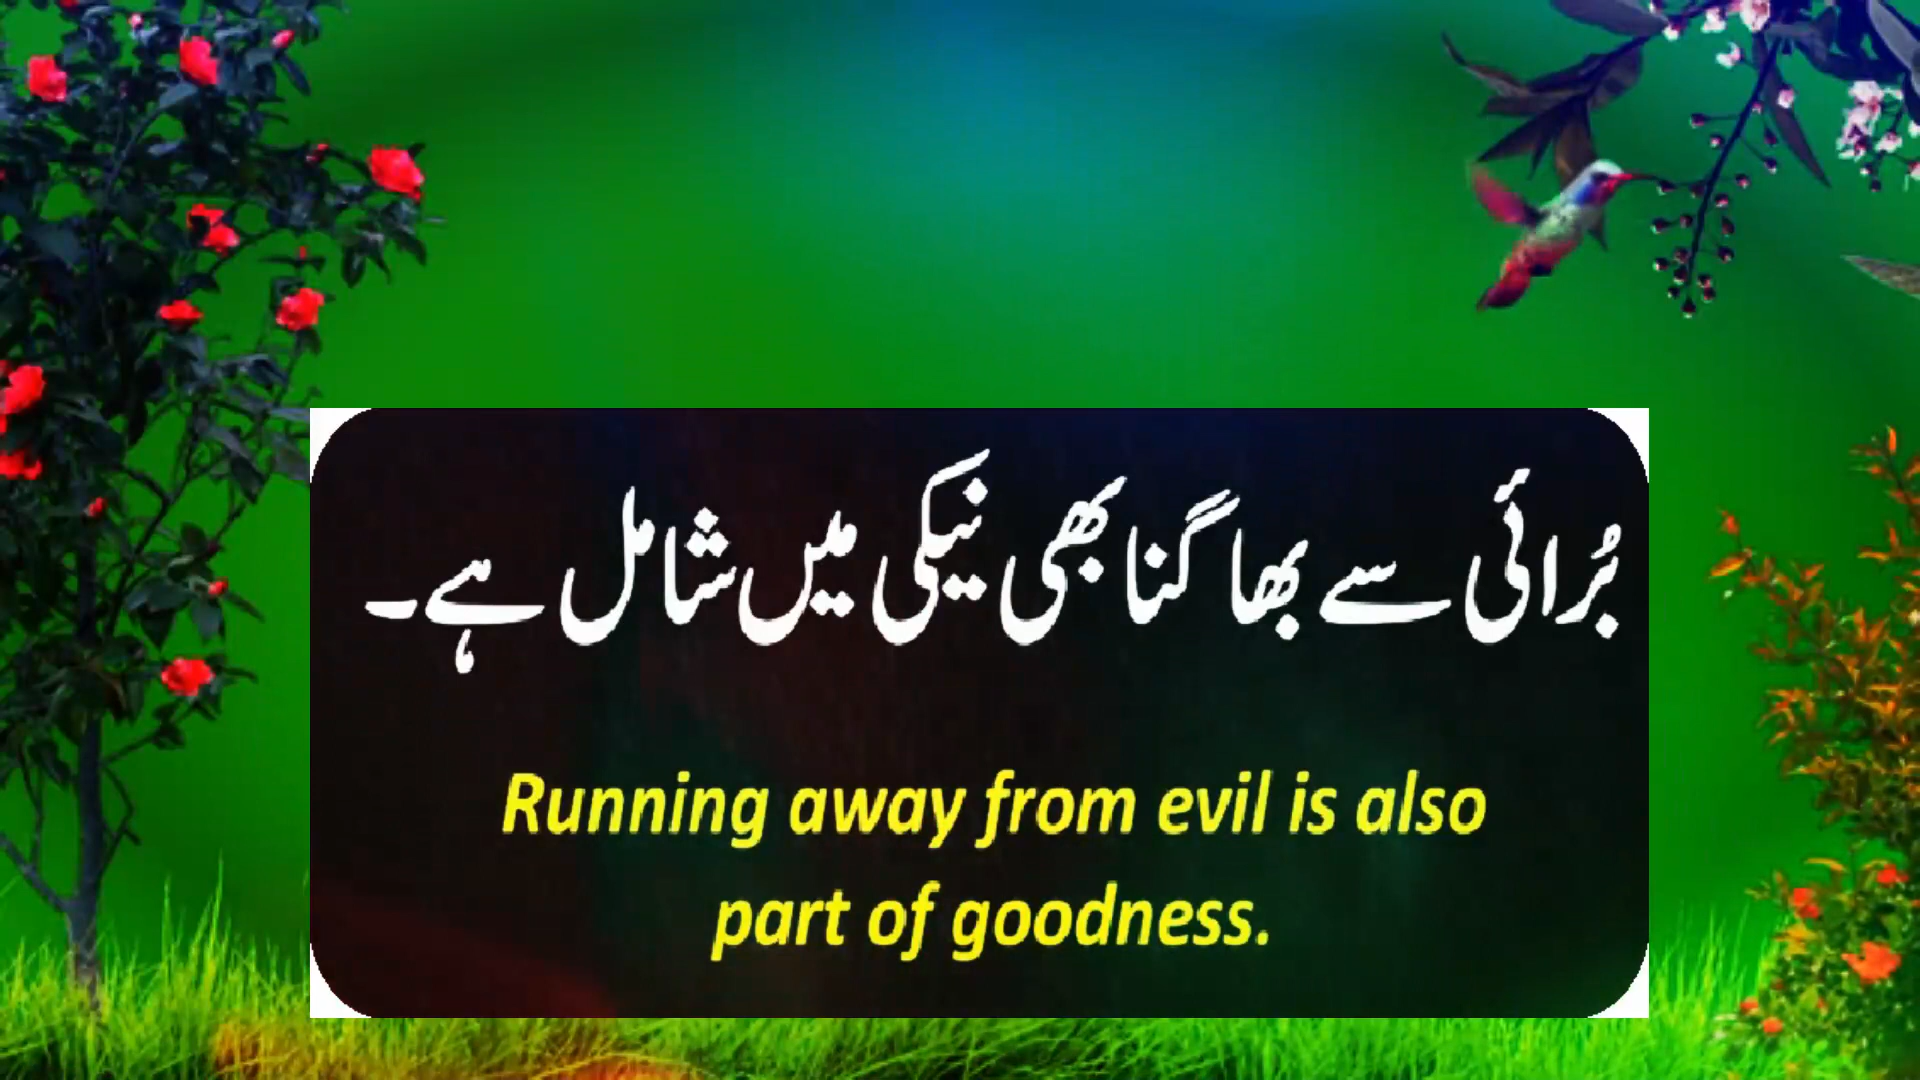 بُرائی سے بھاگنا بھی نیکی میں شامل ہے۔
Running away from evil is also
part of goodness.